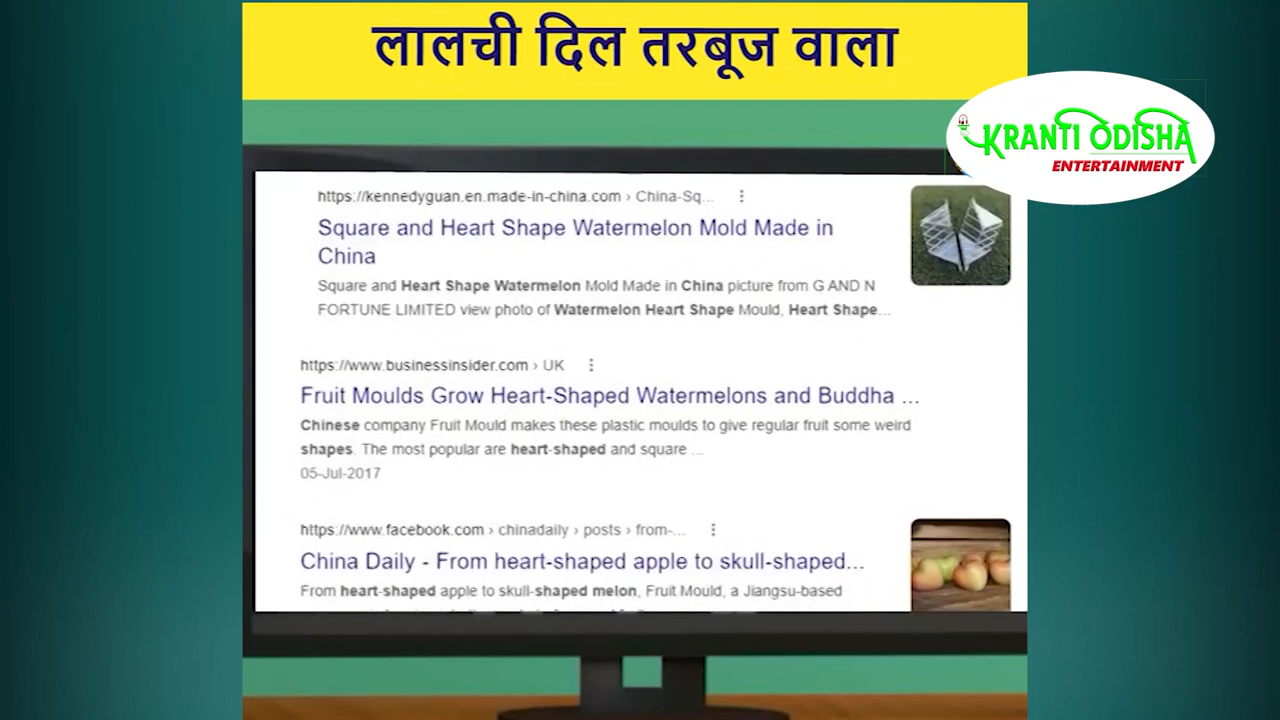 लालची दिल तरबूज वाला
KRANTI ODISHA
ENTERTAINMENT
https://kennedyguan.en.made-in-china.com › China-Sq...
Square and Heart Shape Watermelon Mold Made in
China
Square and Heart Shape Watermelon Mold Made in China picture from G AND N
FORTUNE LIMITED view photo of Watermelon Heart Shape Mould, Heart Shape...
https://www.businessinsider.com › UK
Fruit Moulds Grow Heart-Shaped Watermelons and Buddha ...
Chinese company Fruit Mould makes these plastic moulds to give regular fruit some weird
shapes. The most popular are heart-shaped and square ...
05-Jul-2017
https://www.facebook.com › chinadaily › posts › from-...
China Daily - From heart-shaped apple to skull-shaped...
From heart-shaped apple to skull-shaped melon, Fruit Mould, a Jiangsu-based